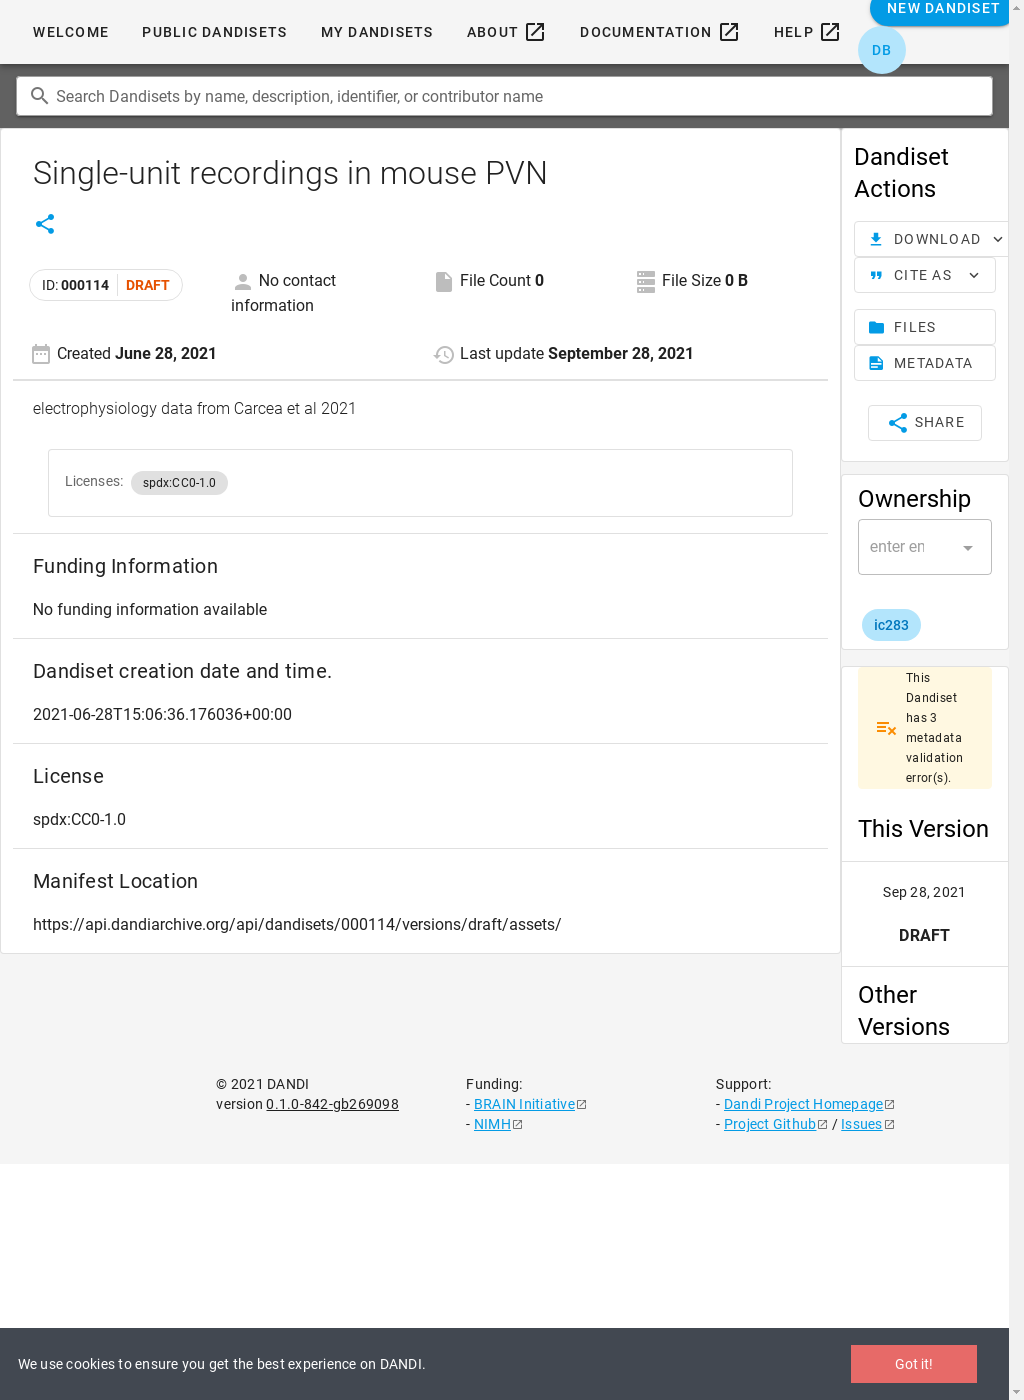 WELCOME
PUBLIC DANDISETS
MY DANDISETS
ABOUT
DOCUMENTATION
HELP
NEW DANDISET
DB
Search Dandisets by name, description, identifier, or contributor name
Single-unit recordings in mouse PVN
ID: 000114 DRAFT
No contact
information
File Count 0
File Size 0 B
Created June 28, 2021
Last update September 28, 2021
electrophysiology data from Carcea et al 2021
Licenses: spdx:CC0-1.0
Funding Information
No funding information available
Dandiset creation date and time.
2021-06-28T15:06:36.176036+00:00
License
spdx:CC0-1.0
Manifest Location
https://api.dandiarchive.org/api/dandisets/000114/versions/draft/assets/
Dandiset
Actions
DOWNLOAD
CITE AS
FILES
METADATA
SHARE
Ownership
enter en
ic283
This
Dandiset
has 3
metadata
validation
error(s).
This Version
Sep 28, 2021
DRAFT
Other
Versions
© 2021 DANDI
version 0.1.0-842-gb269098
Funding:
- BRAIN Initiative
- NIMH
Support:
- Dandi Project Homepage
- Project Github / Issues
We use cookies to ensure you get the best experience on DANDI.
Got it!